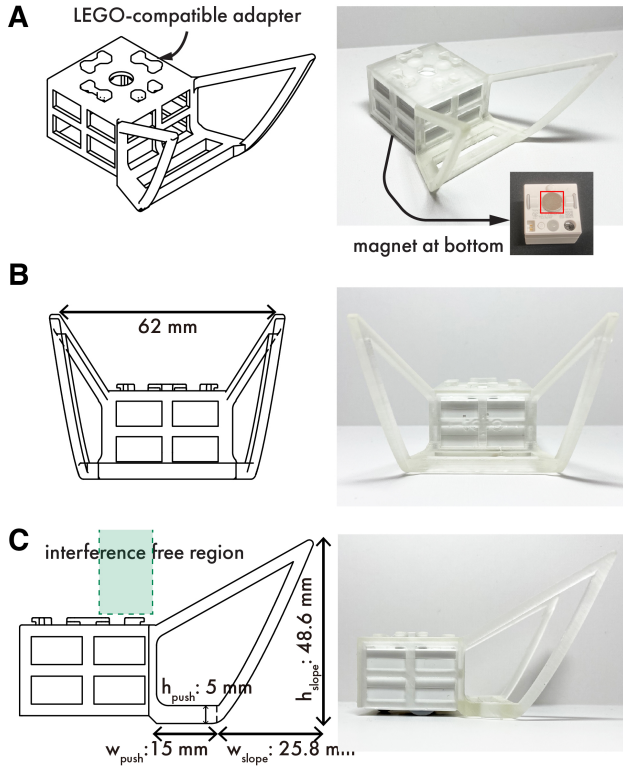 A
LEGO-compatible adapter
magnet at bottom
B
62 mm
C
interference free region
h_slope: 48.6 mm
h_push: 5 mm
w_push:15 mm
w_slope: 25.8 mm